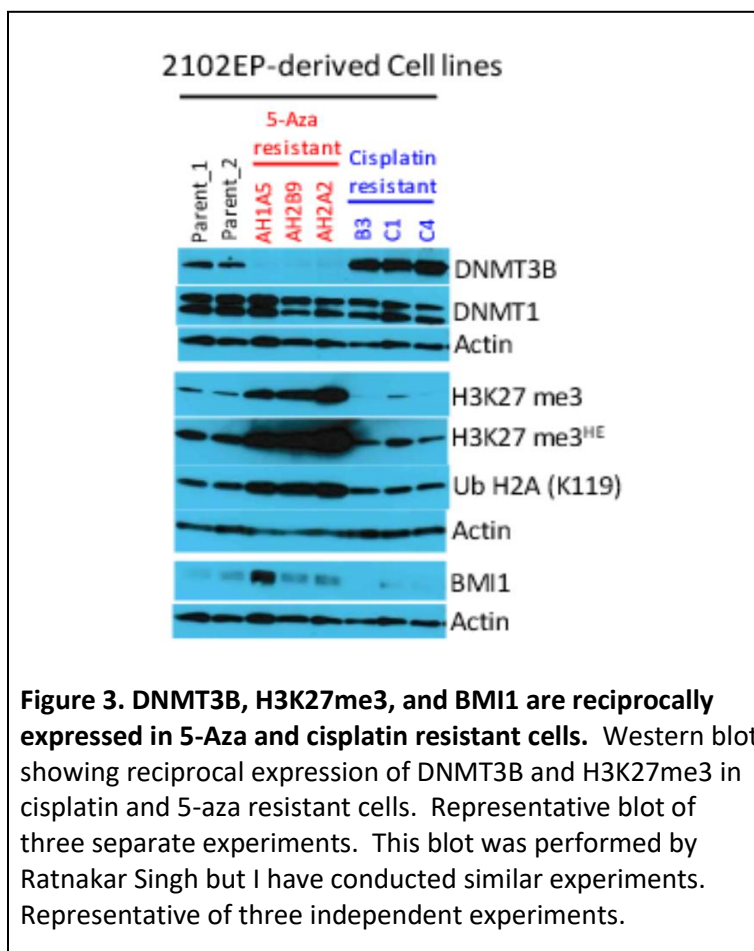 2102EP-derived Cell lines
5-Aza
resistant
Cisplatin
resistant
Parent_1
Parent_2
AH1A5
AH2B9
AH2A2
B3
C1
C4
DNMT3B
DNMT1
Actin
H3K27 me3
H3K27 me3HE
Ub H2A (K119)
Actin
BMI1
Actin
Figure 3. DNMT3B, H3K27me3, and BMI1 are reciprocally
expressed in 5-Aza and cisplatin resistant cells. Western blot
showing reciprocal expression of DNMT3B and H3K27me3 in
cisplatin and 5-aza resistant cells. Representative blot of
three separate experiments. This blot was performed by
Ratnakar Singh but I have conducted similar experiments.
Representative of three independent experiments.